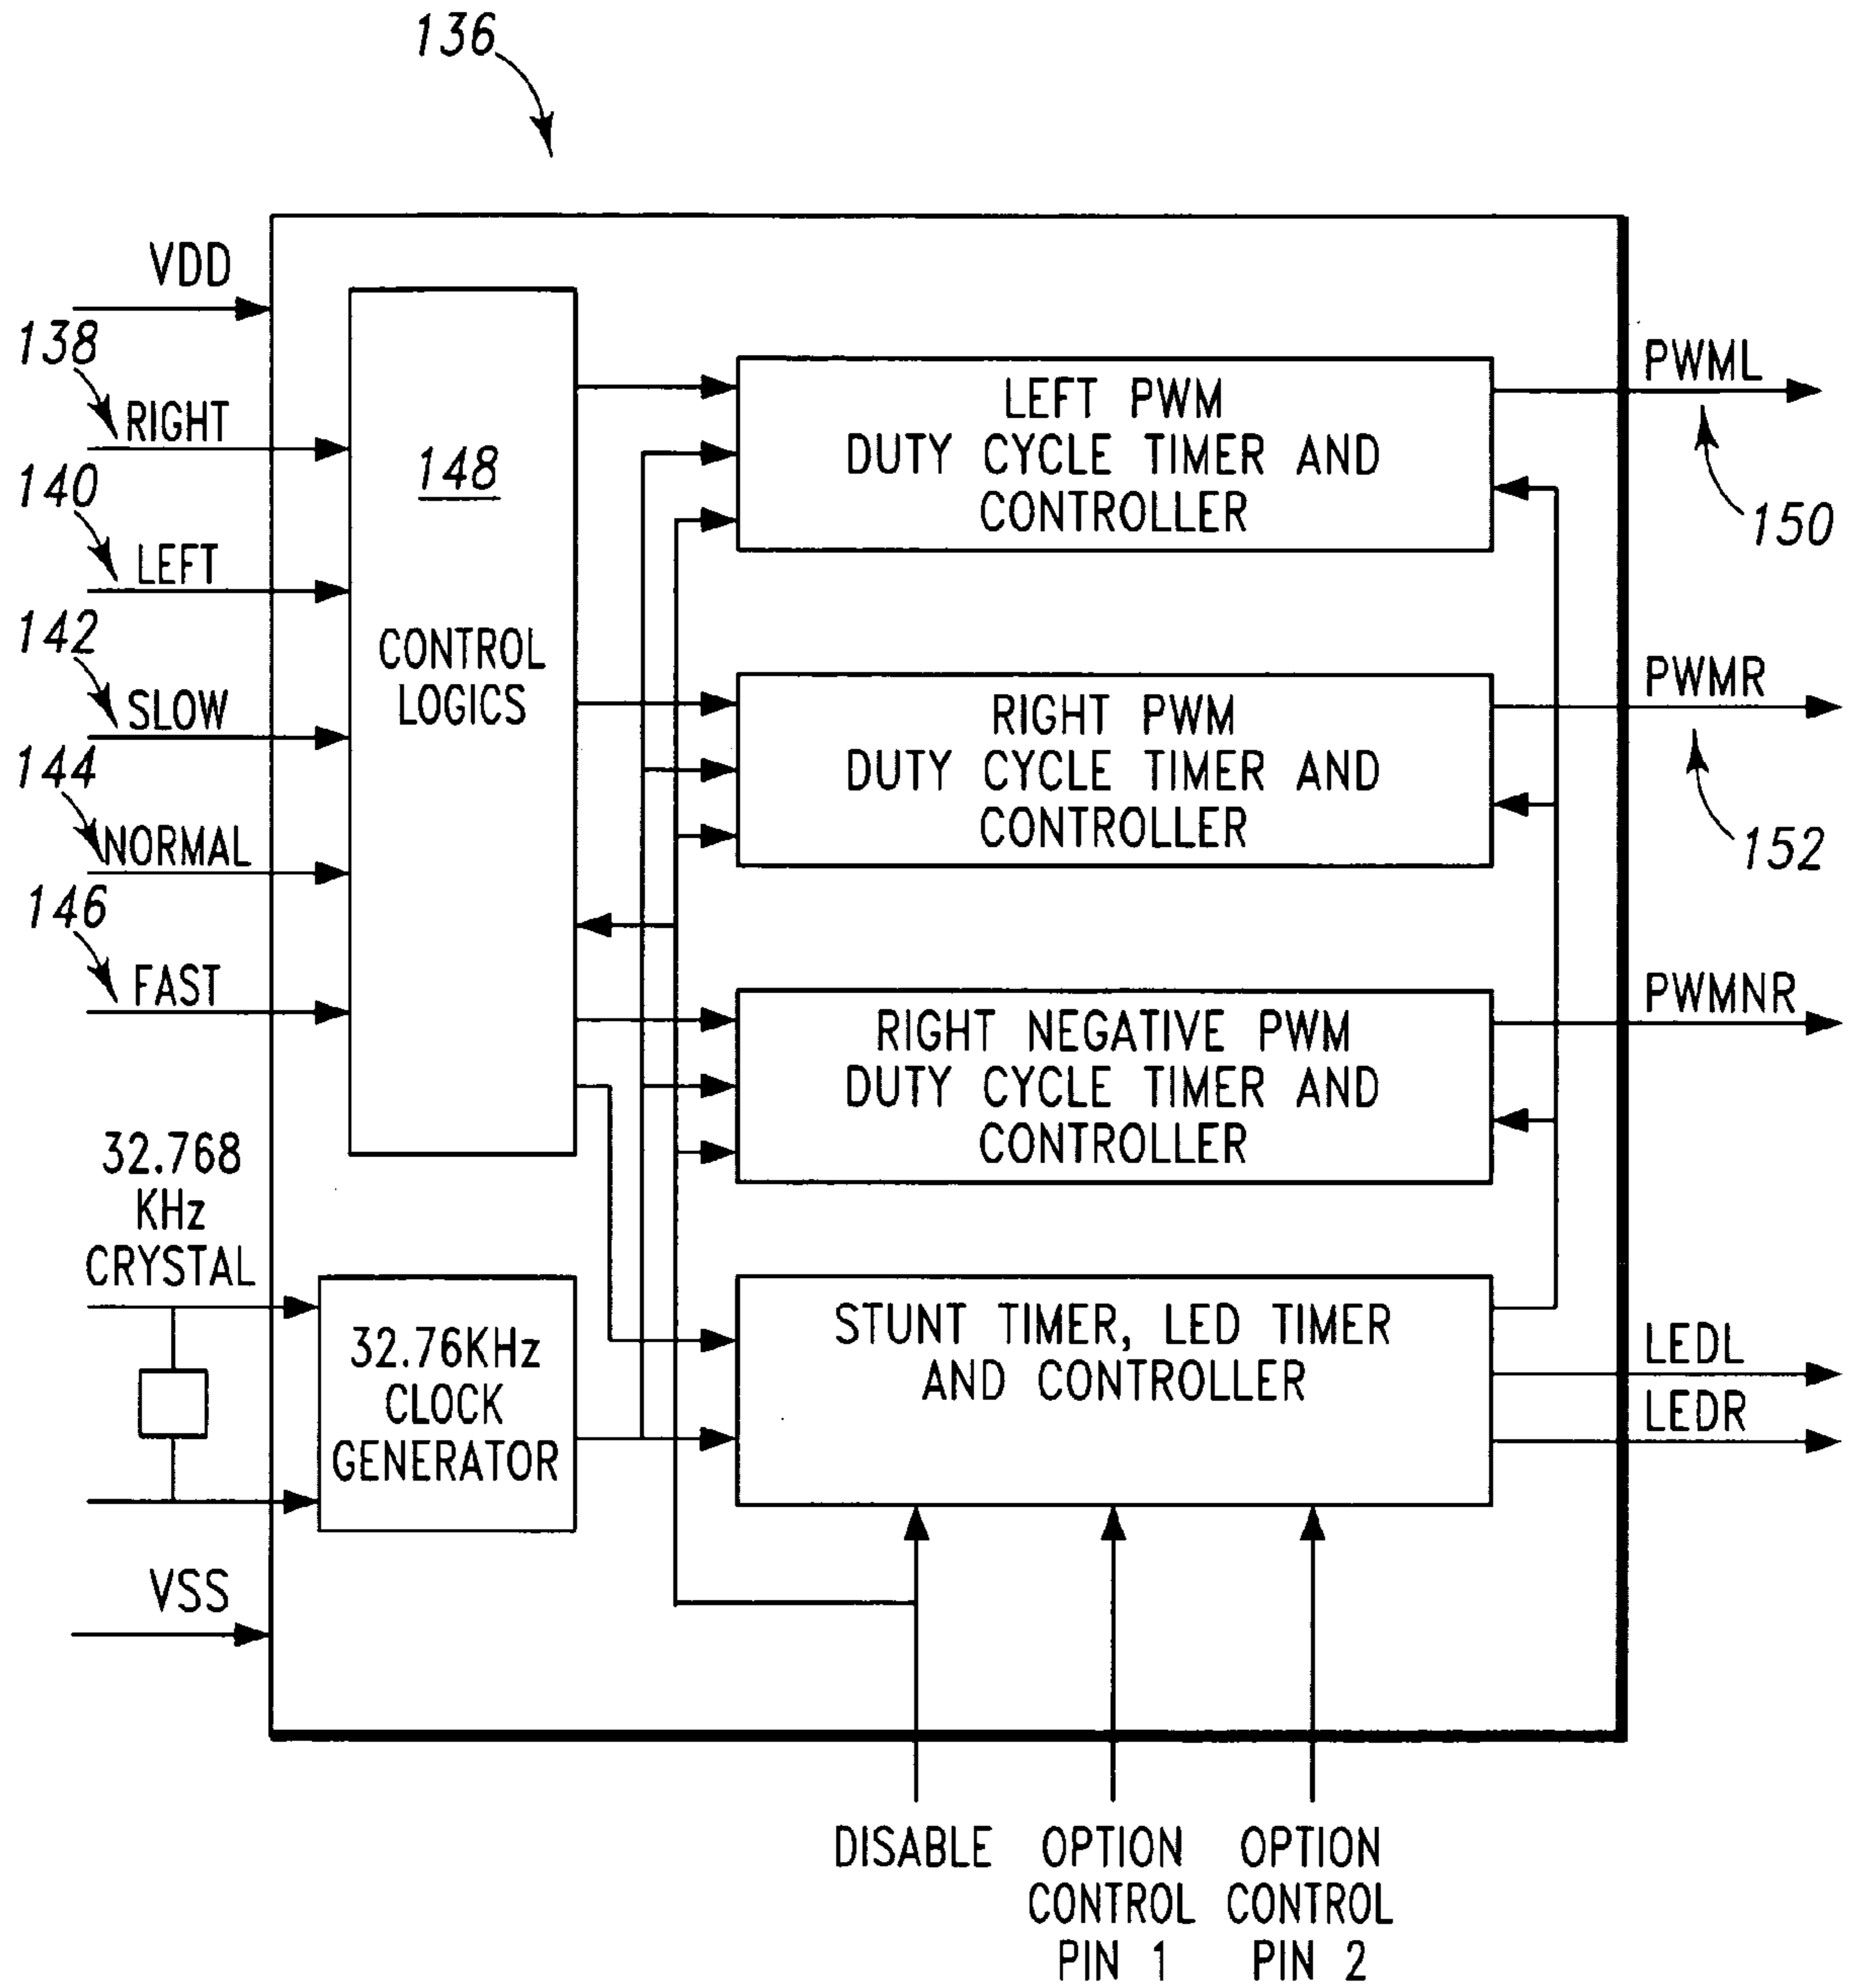 136
VDD
138
RIGHT
140
LEFT
142
SLOW
144
NORMAL
146
FAST
32.768
KHz
CRYSTAL
VSS
148
CONTROL
LOGICS
32.76KHz
CLOCK
GENERATOR
LEFT PWM
DUTY CYCLE TIMER AND
CONTROLLER
RIGHT PWM
DUTY CYCLE TIMER AND
CONTROLLER
RIGHT NEGATIVE PWM
DUTY CYCLE TIMER AND
CONTROLLER
STUNT TIMER, LED TIMER
AND CONTROLLER
PWML
150
PWMR
152
PWMNR
LEDL
LEDR
DISABLE
OPTION
CONTROL
PIN 1
OPTION
CONTROL
PIN 2